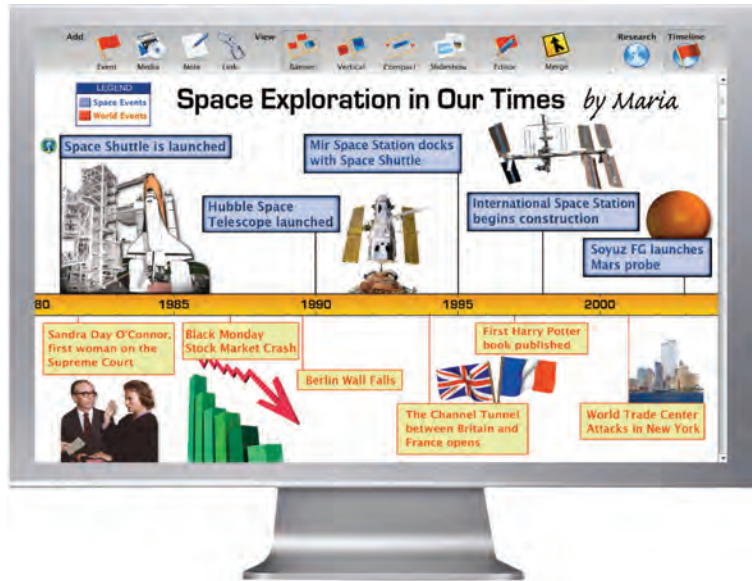 Add
View
Research
Timeline
Event
Media
Note
Link
Banner
Vertical
Compact
Slideshow
Editor
Merge
LEGEND
Space Events
World Events
Space Exploration in Our Times by Maria
Space Shuttle is launched
Hubble Space
Telescope launched
Mir Space Station docks
with Space Shuttle
International Space Station
begins construction
Soyuz FG launches
Mars probe
80
1985
1990
1995
2000
Sandra Day O'Connor,
first woman on the
Supreme Court
Black Monday
Stock Market Crash
Berlin Wall Falls
The Channel Tunnel
between Britain and
France opens
First Harry Potter
book published
World Trade Center
Attacks in New York